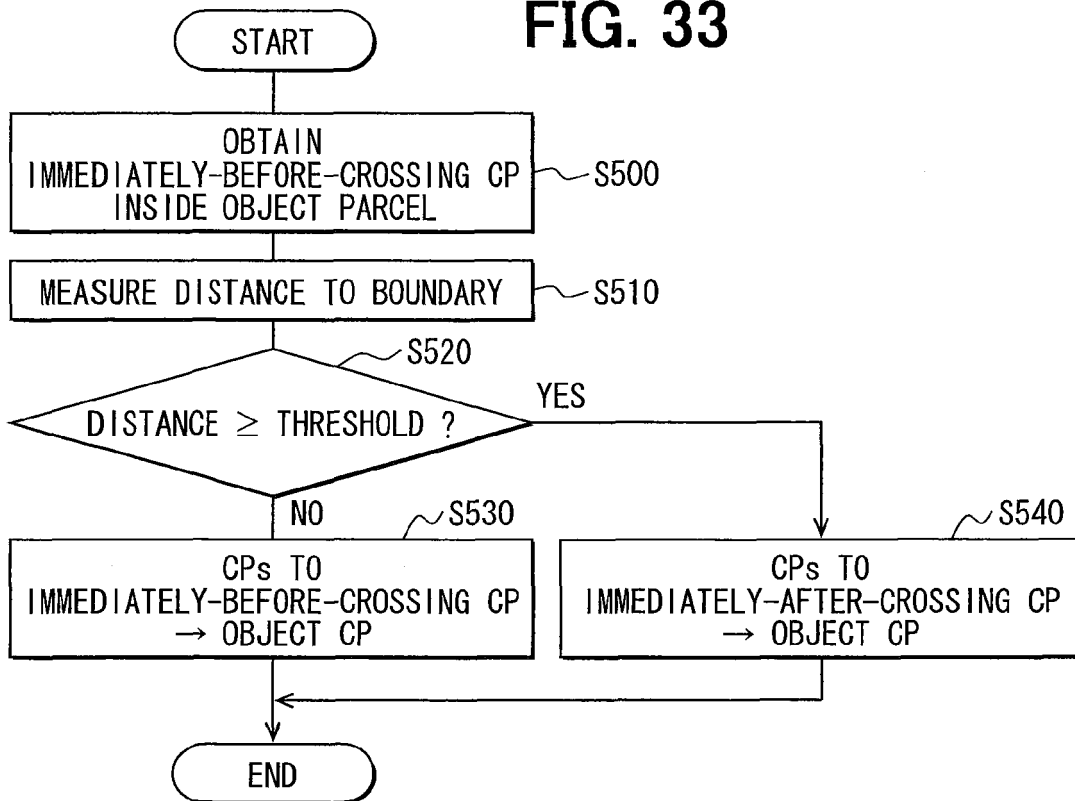 FIG. 33
START
OBTAIN
IMMEDIATELY-BEFORE-CROSSING CP
INSIDE OBJECT PARCEL
S500
MEASURE DISTANCE TO BOUNDARY
S510
S520
DISTANCE ≥ THRESHOLD ?
YES
NO
S530
CPs TO
IMMEDIATELY-BEFORE-CROSSING CP
→ OBJECT CP
S540
CPs TO
IMMEDIATELY-AFTER-CROSSING CP
→ OBJECT CP
END